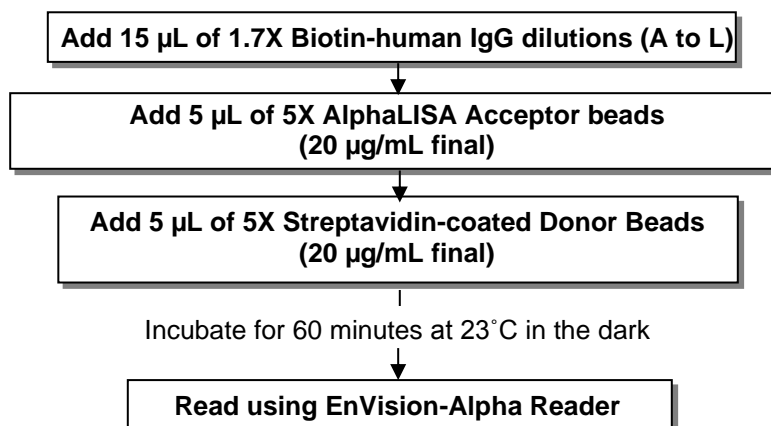 Add 15 µL of 1.7X Biotin-human IgG dilutions (A to L)
Add 5 µL of 5X AlphaLISA Acceptor beads
(20 µg/mL final)
Add 5 µL of 5X Streptavidin-coated Donor Beads
(20 µg/mL final)
Incubate for 60 minutes at 23˚C in the dark
Read using EnVision-Alpha Reader